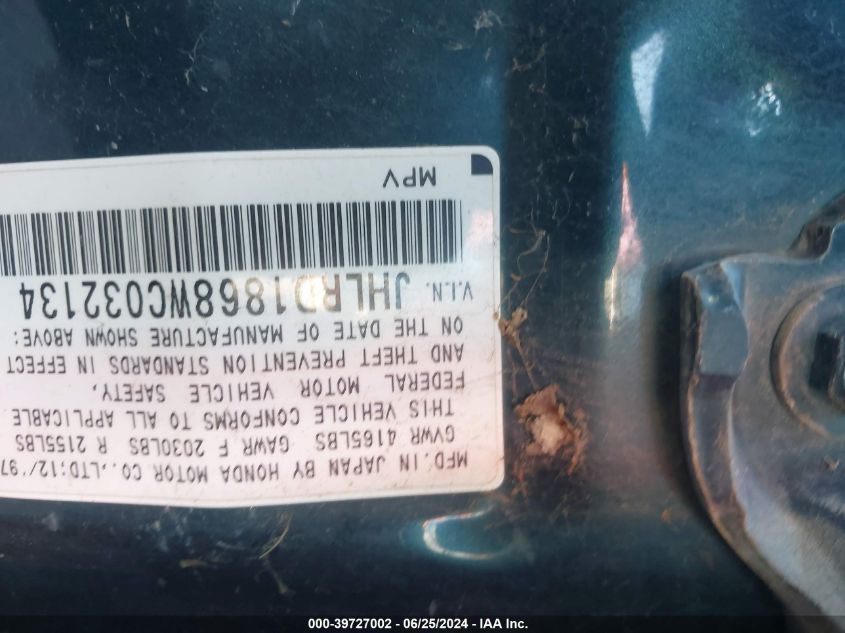 MFD. IN JAPAN BY HONDA MOTOR CO., LTD; 12/'97
GVWR 4165LBS GAWR F 2030LBS R 2155LBS
THIS VEHICLE CONFORMS TO ALL APPLICABLE
FEDERAL MOTOR VEHICLE SAFETY,
AND THEFT PREVENTION STANDARDS IN EFFECT
ON THE DATE OF MANUFACTURE SHOWN ABOVE:
V.I.N. JHLRD1868WC032134
MPV
000-39727002 - 06/25/2024 - IAA Inc.